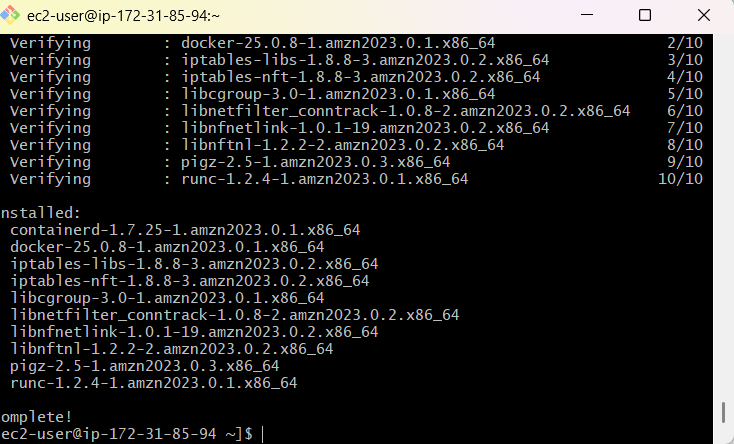 ec2-user@ip-172-31-85-94:~
Verifying : docker-25.0.8-1.amzn2023.0.1.x86_64 2/10
Verifying : iptables-libs-1.8.8-3.amzn2023.0.2.x86_64 3/10
Verifying : iptables-nft-1.8.8-3.amzn2023.0.2.x86_64 4/10
Verifying : libcgroup-3.0-1.amzn2023.0.1.x86_64 5/10
Verifying : libnetfilter_conntrack-1.0.8-2.amzn2023.0.2.x86_64 6/10
Verifying : libnfnetlink-1.0.1-19.amzn2023.0.2.x86_64 7/10
Verifying : libnftnl-1.2.2-2.amzn2023.0.2.x86_64 8/10
Verifying : pigz-2.5-1.amzn2023.0.3.x86_64 9/10
Verifying : runc-1.2.4-1.amzn2023.0.1.x86_64 10/10
nstalled:
containerd-1.7.25-1.amzn2023.0.1.x86_64
docker-25.0.8-1.amzn2023.0.1.x86_64
iptables-libs-1.8.8-3.amzn2023.0.2.x86_64
iptables-nft-1.8.8-3.amzn2023.0.2.x86_64
libcgroup-3.0-1.amzn2023.0.1.x86_64
libnetfilter_conntrack-1.0.8-2.amzn2023.0.2.x86_64
libnfnetlink-1.0.1-19.amzn2023.0.2.x86_64
libnftnl-1.2.2-2.amzn2023.0.2.x86_64
pigz-2.5-1.amzn2023.0.3.x86_64
runc-1.2.4-1.amzn2023.0.1.x86_64
omplete!
ec2-user@ip-172-31-85-94 ~]$